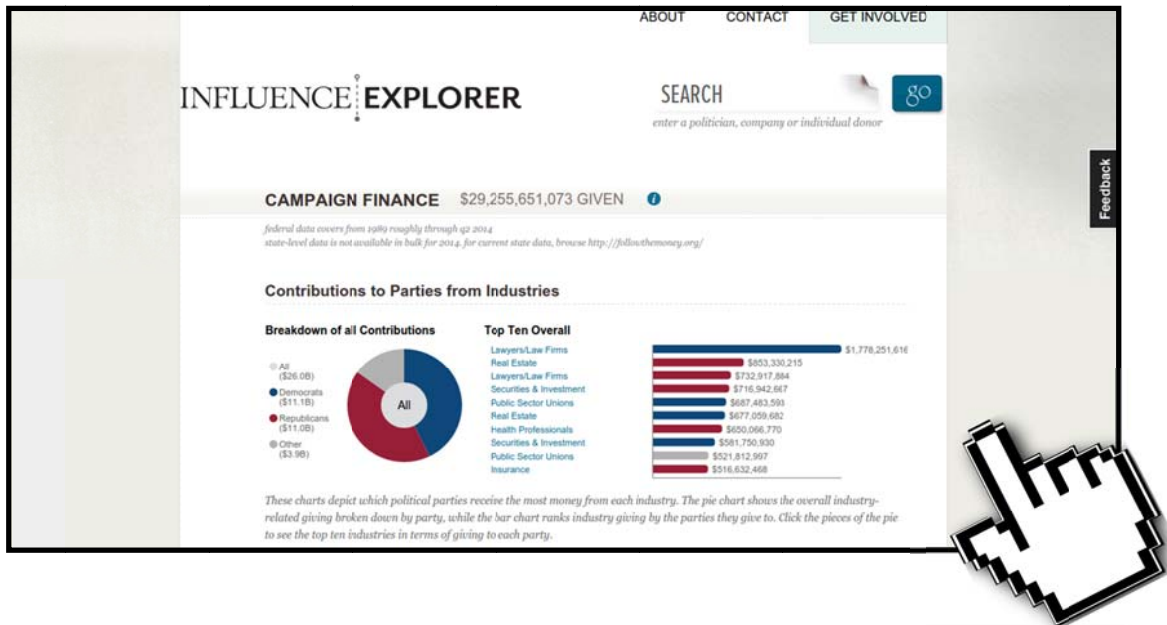 ABOUT CONTACT GET INVOLVED
INFLUENCE EXPLORER
SEARCH go
enter a politician, company or individual donor
Feedback
CAMPAIGN FINANCE $29,255,651,073 GIVEN i
federal data covers from 1989 roughly through q2 2014
state-level data is not available in bulk for 2014. for current state data, browse http://followthemoney.org/
Contributions to Parties from Industries
Breakdown of all Contributions
All
($26.0B)
Democrats
($11.1B)
Republicans
($11.0B)
Other
($3.9B)
All
Top Ten Overall
Lawyers/Law Firms $1,778,251,616
Real Estate $853,330,215
Lawyers/Law Firms $732,917,884
Securities & Investment $716,942,667
Public Sector Unions $687,483,593
Real Estate $677,059,682
Health Professionals $650,066,770
Securities & Investment $581,750,930
Public Sector Unions $521,812,997
Insurance $516,632,468
These charts depict which political parties receive the most money from each industry. The pie chart shows the overall industry-
related giving broken down by party, while the bar chart ranks industry giving by the parties they give to. Click the pieces of the pie
to see the top ten industries in terms of giving to each party.